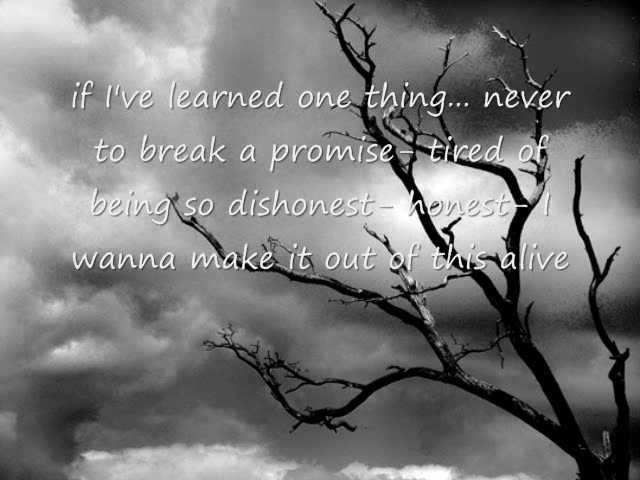 if I've learned one thing... never
to break a promise- tired of
being so dishonest- honest- I
wanna make it out of this alive